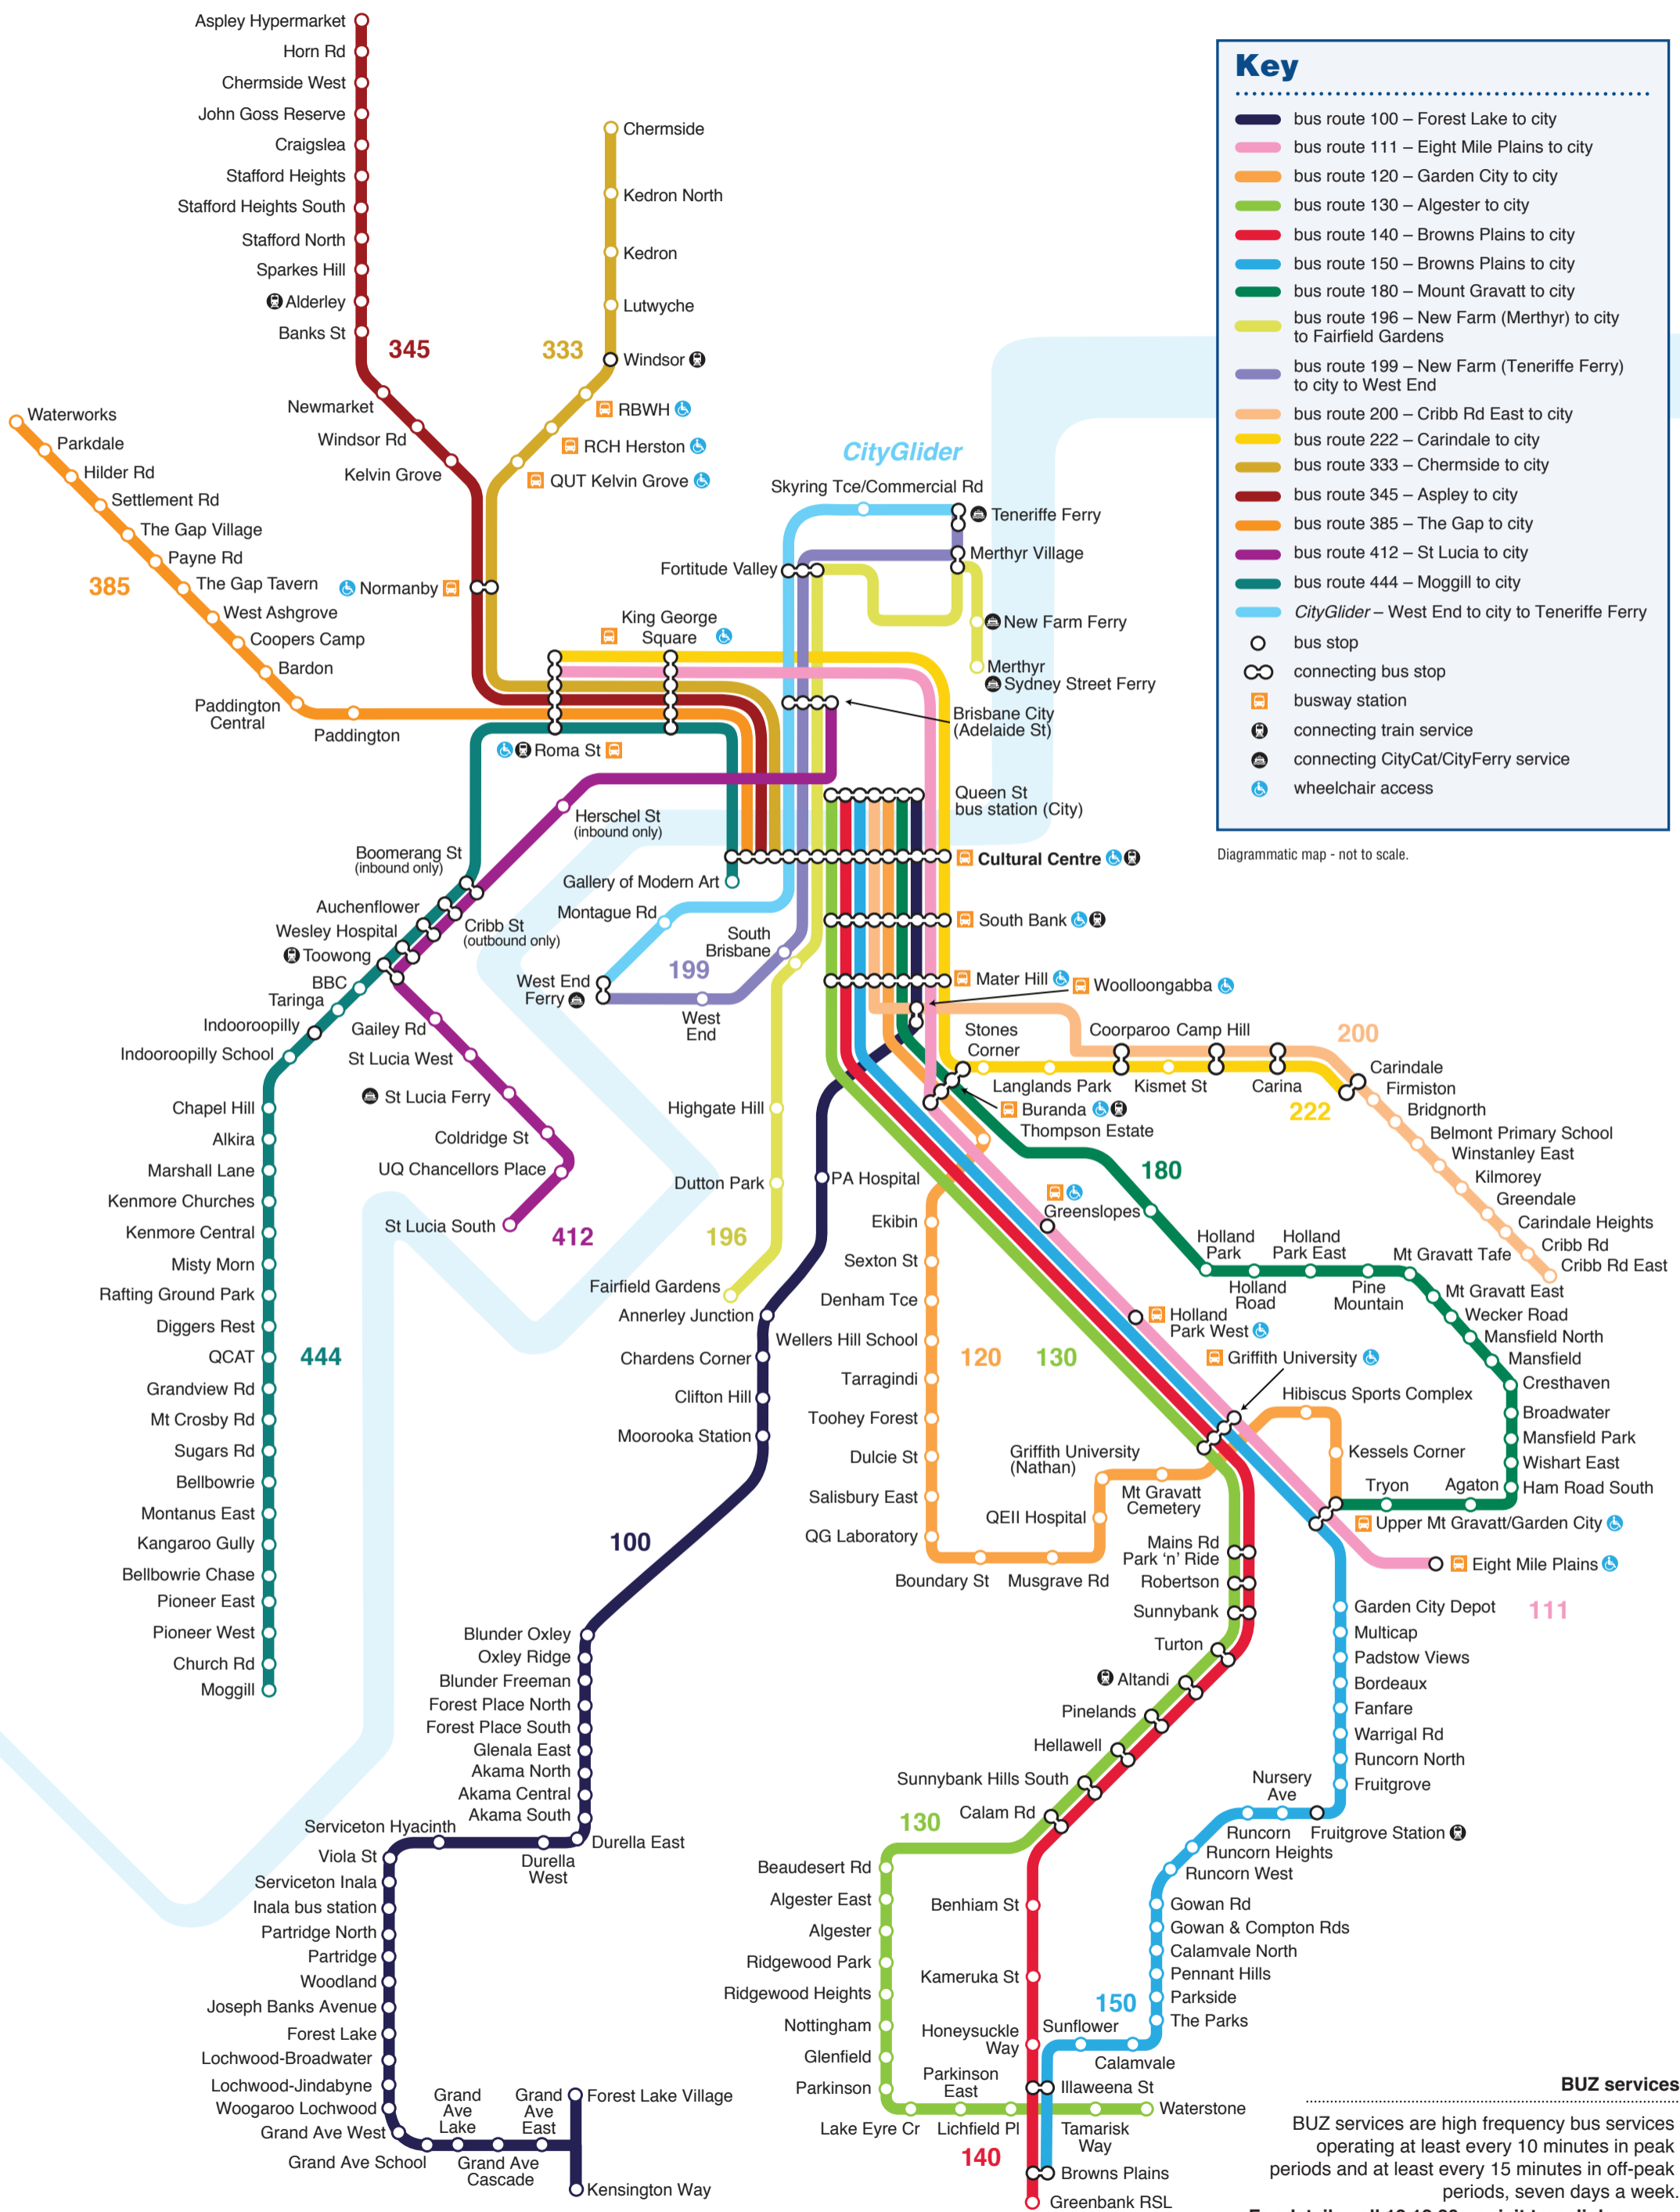 Aspley Hypermarket
Horn Rd
Chermside West
John Goss Reserve
Craigslea
Stafford Heights
Stafford Heights South
Stafford North
Sparkes Hill
Alderley
Banks St
345
Newmarket
Windsor Rd
Kelvin Grove
Chermside
Kedron North
Kedron
Lutwyche
333
Windsor
RBWH
RCH Herston
QUT Kelvin Grove
Normanby
Waterworks
Parkdale
Hilder Rd
Settlement Rd
The Gap Village
Payne Rd
The Gap Tavern
385
West Ashgrove
Coopers Camp
Bardon
Paddington
Central
Paddington
King George
Square
Roma St
CityGlider
Skyring Tce/Commercial Rd
Teneriffe Ferry
Merthyr Village
Fortitude Valley
New Farm Ferry
Merthyr
Sydney Street Ferry
Brisbane City
(Adelaide St)
Queen St
bus station (City)
Cultural Centre
South Bank
Mater Hill
Woolloongabba
Key
bus route 100 – Forest Lake to city
bus route 111 – Eight Mile Plains to city
bus route 120 – Garden City to city
bus route 130 – Algester to city
bus route 140 – Browns Plains to city
bus route 150 – Browns Plains to city
bus route 180 – Mount Gravatt to city
bus route 196 – New Farm (Merthyr) to city
to Fairfield Gardens
bus route 199 – New Farm (Teneriffe Ferry)
to city to West End
bus route 200 – Cribb Rd East to city
bus route 222 – Carindale to city
bus route 333 – Chermside to city
bus route 345 – Aspley to city
bus route 385 – The Gap to city
bus route 412 – St Lucia to city
bus route 444 – Moggill to city
CityGlider – West End to city to Teneriffe Ferry
bus stop
connecting bus stop
busway station
connecting train service
connecting CityCat/CityFerry service
wheelchair access
Diagrammatic map - not to scale.
Herschel St
(inbound only)
Boomerang St
(inbound only)
Auchenflower
Wesley Hospital
Toowong
Cribb St
(outbound only)
BBC
Taringa
Indooroopilly
Indooroopilly School
Chapel Hill
Alkira
Marshall Lane
Kenmore Churches
Kenmore Central
Misty Morn
Rafting Ground Park
Diggers Rest
QCAT
444
Grandview Rd
Mt Crosby Rd
Sugars Rd
Bellbowrie
Montanus East
Kangaroo Gully
Bellbowrie Chase
Pioneer East
Pioneer West
Church Rd
Moggill
Gailey Rd
St Lucia West
St Lucia Ferry
Coldridge St
UQ Chancellors Place
St Lucia South
412
Gallery of Modern Art
Montague Rd
South
Brisbane
199
West End
Ferry
West
End
Highgate Hill
Dutton Park
196
Fairfield Gardens
PA Hospital
Annerley Junction
Chardens Corner
Clifton Hill
Moorooka Station
100
Blunder Oxley
Oxley Ridge
Blunder Freeman
Forest Place North
Forest Place South
Glenala East
Akama North
Akama Central
Akama South
Durella East
Durella
West
Serviceton Hyacinth
Viola St
Serviceton Inala
Inala bus station
Partridge North
Partridge
Woodland
Joseph Banks Avenue
Forest Lake
Lochwood-Broadwater
Lochwood-Jindabyne
Woogaroo Lochwood
Grand Ave West
Grand Ave School
Grand
Ave
Lake
Grand Ave
Cascade
Grand
Ave
East
Forest Lake Village
Kensington Way
Stones
Corner
Langlands Park
Coorparoo
Kismet St
Camp Hill
Carina
200
222
Carindale
Firmiston
Bridgnorth
Belmont Primary School
Winstanley East
Kilmorey
Greendale
Carindale Heights
Cribb Rd
Cribb Rd East
Buranda
Thompson Estate
180
Greenslopes
Holland
Park
Holland
Road
Holland
Park East
Pine
Mountain
Mt Gravatt Tafe
Mt Gravatt East
Wecker Road
Mansfield North
Mansfield
Cresthaven
Broadwater
Mansfield Park
Wishart East
Ham Road South
Agaton
Tryon
Holland
Park West
Griffith University
Hibiscus Sports Complex
Kessels Corner
Upper Mt Gravatt/Garden City
Eight Mile Plains
111
Ekibin
Sexton St
Denham Tce
Wellers Hill School
120
130
Tarragindi
Toohey Forest
Dulcie St
Salisbury East
QG Laboratory
Boundary St
Musgrave Rd
QEII Hospital
Griffith University
(Nathan)
Mt Gravatt
Cemetery
Mains Rd
Park ‘n’ Ride
Robertson
Sunnybank
Turton
Altandi
Pinelands
Hellawell
Sunnybank Hills South
Calam Rd
130
Beaudesert Rd
Algester East
Algester
Ridgewood Park
Ridgewood Heights
Nottingham
Glenfield
Parkinson
Lake Eyre Cr
Parkinson
East
Lichfield Pl
Tamarisk
Way
Waterstone
Benhiam St
Kameruka St
Honeysuckle
Way
Illaweena St
140
Browns Plains
Greenbank RSL
Garden City Depot
Multicap
Padstow Views
Bordeaux
Fanfare
Warrigal Rd
Runcorn North
Fruitgrove
Fruitgrove Station
Nursery
Ave
Runcorn
Runcorn Heights
Runcorn West
Gowan Rd
Gowan & Compton Rds
Calamvale North
Pennant Hills
Parkside
The Parks
150
Calamvale
Sunflower
BUZ services
BUZ services are high frequency bus services
operating at least every 10 minutes in peak
periods and at least every 15 minutes in off-peak
periods, seven days a week.